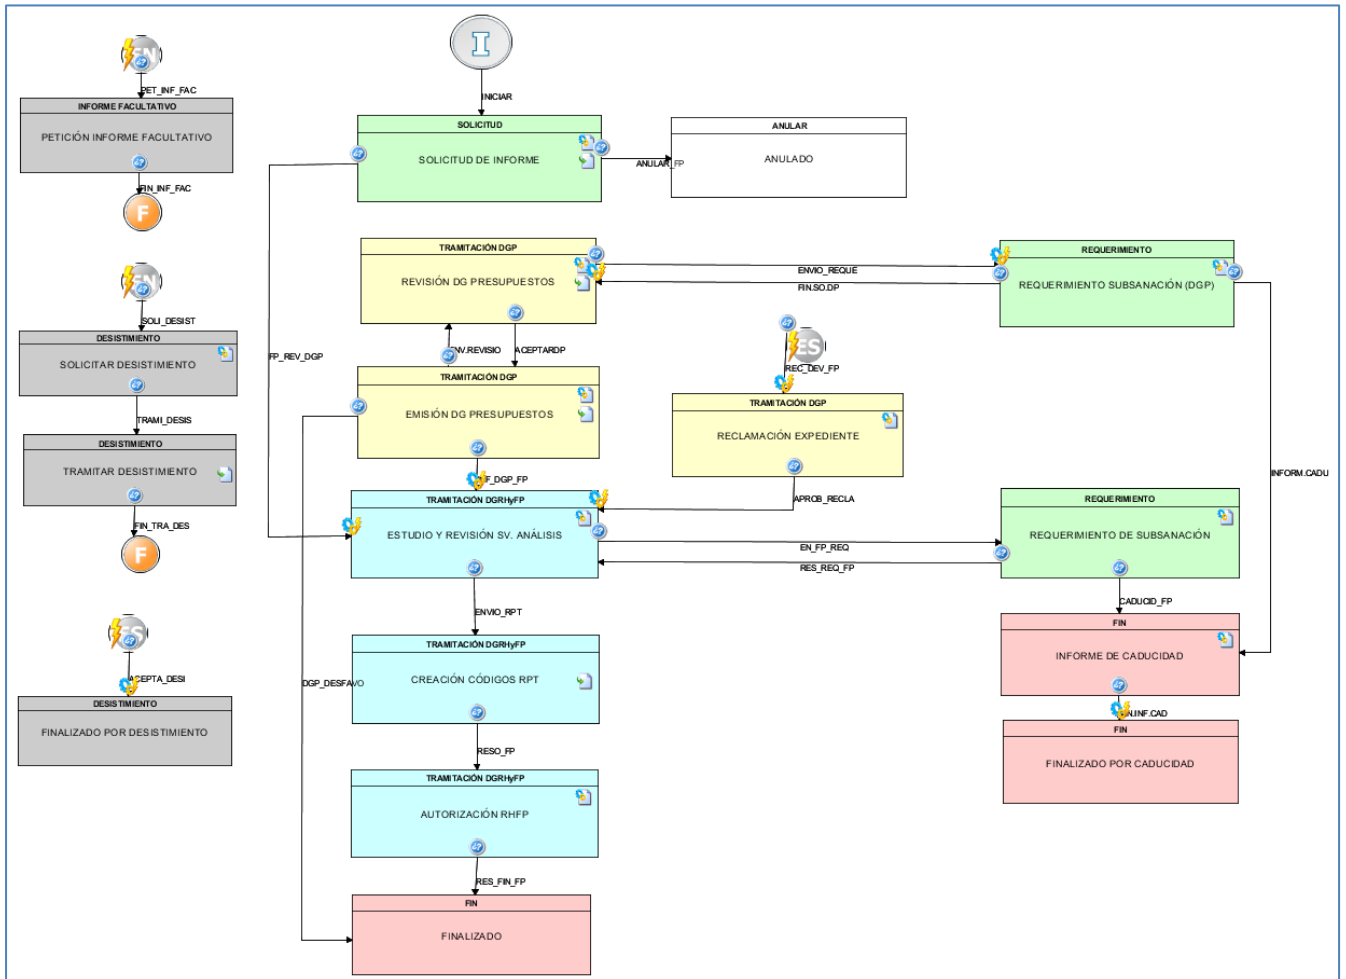 I
INICIAR
PET_INF_FAC
INFORME FACULTATIVO
PETICIÓN INFORME FACULTATIVO
FIN_INF_FAC
F
SOLICITUD
SOLICITUD DE INFORME
ANULAR_FP
ANULAR
ANULADO
SOLI_DESIST
DESISTIMIENTO
SOLICITAR DESISTIMIENTO
TRAMI_DESIS
DESISTIMIENTO
TRAMITAR DESISTIMIENTO
FIN_TRA_DES
F
ES
ACEPTA_DESI
DESISTIMIENTO
FINALIZADO POR DESISTIMIENTO
FP_REV_DGP
TRAMITACIÓN DGP
REVISIÓN DG PRESUPUESTOS
ENVIO_REQUE
FIN.SO.DP
REQUERIMIENTO
REQUERIMIENTO SUBSANACIÓN (DGP)
ACEPTARDP
TRAMITACIÓN DGP
EMISIÓN DG PRESUPUESTOS
ES
REC_DEV_FP
TRAMITACIÓN DGP
RECLAMACIÓN EXPEDIENTE
APROB_RECLA
INFORM.CADU
F_DGP_FP
TRAMITACIÓN DGRHyFP
ESTUDIO Y REVISIÓN SV. ANÁLISIS
EN_FP_REQ
RES_REQ_FP
REQUERIMIENTO
REQUERIMIENTO DE SUBSANACIÓN
CADUCID_FP
FIN
INFORME DE CADUCIDAD
N.INF.CAD
FIN
FINALIZADO POR CADUCIDAD
ENVIO_RPT
TRAMITACIÓN DGRHyFP
CREACIÓN CÓDIGOS RPT
DGP_DESFAVO
RESO_FP
TRAMITACIÓN DGRHyFP
AUTORIZACIÓN RHFP
RES_FIN_FP
FIN
FINALIZADO